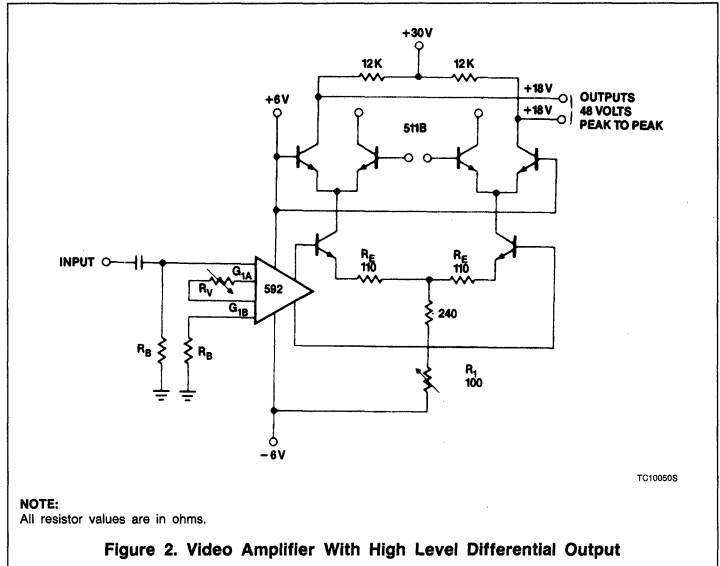 +30V
12K 12K
+6V
+18V
+18V
OUTPUTS
48 VOLTS
PEAK TO PEAK
511B
INPUT
G1A
RV
592
G1B
RE
110
RE
110
240
RB
RB
R1
100
−6V
TC10050S
NOTE:
All resistor values are in ohms.
Figure 2. Video Amplifier With High Level Differential Output